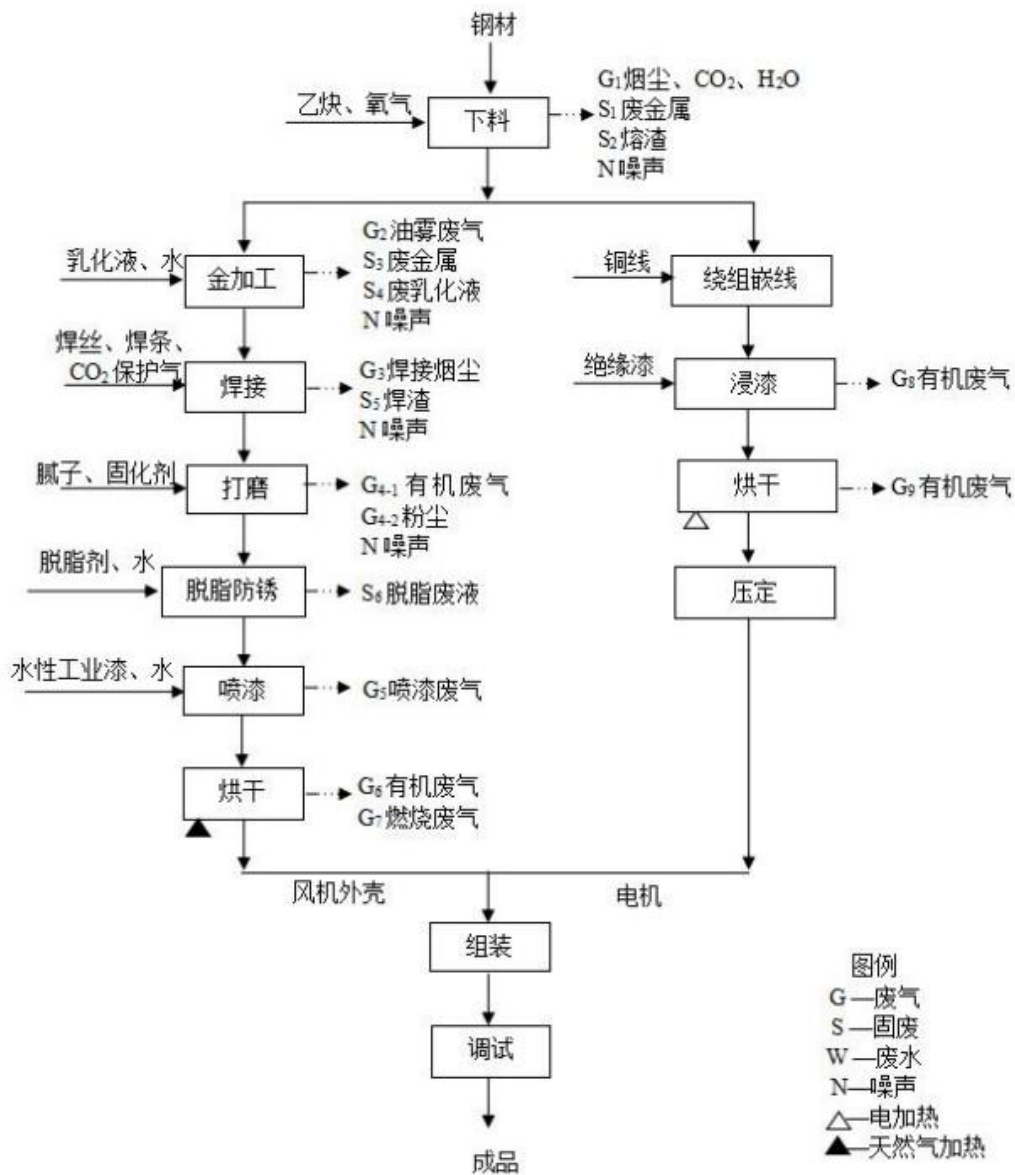 钢材
乙炔、氧气
下料
G1烟尘、CO2、H2O
S1废金属
S2熔渣
N噪声
乳化液、水
金加工
G2油雾废气
S3废金属
S4废乳化液
N噪声
铜线
绕组嵌线
焊丝、焊条、
CO2保护气
焊接
G3焊接烟尘
S5焊渣
N噪声
绝缘漆
浸漆
G8有机废气
腻子、固化剂
打磨
G4-1有机废气
G4-2粉尘
N噪声
烘干
G9有机废气
脱脂剂、水
脱脂防锈
S6脱脂废液
压定
水性工业漆、水
喷漆
G5喷漆废气
烘干
G6有机废气
G7燃烧废气
风机外壳
电机
组装
调试
成品
图例
G—废气
S—固废
W—废水
N—噪声
△—电加热
▲—天然气加热